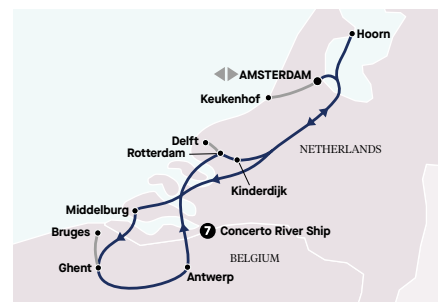 Hoorn
AMSTERDAM
Keukenhof
Delft
Rotterdam
NETHERLANDS
Kinderdijk
Middelburg
Bruges
7 Concerto River Ship
BELGIUM
Ghent
Antwerp